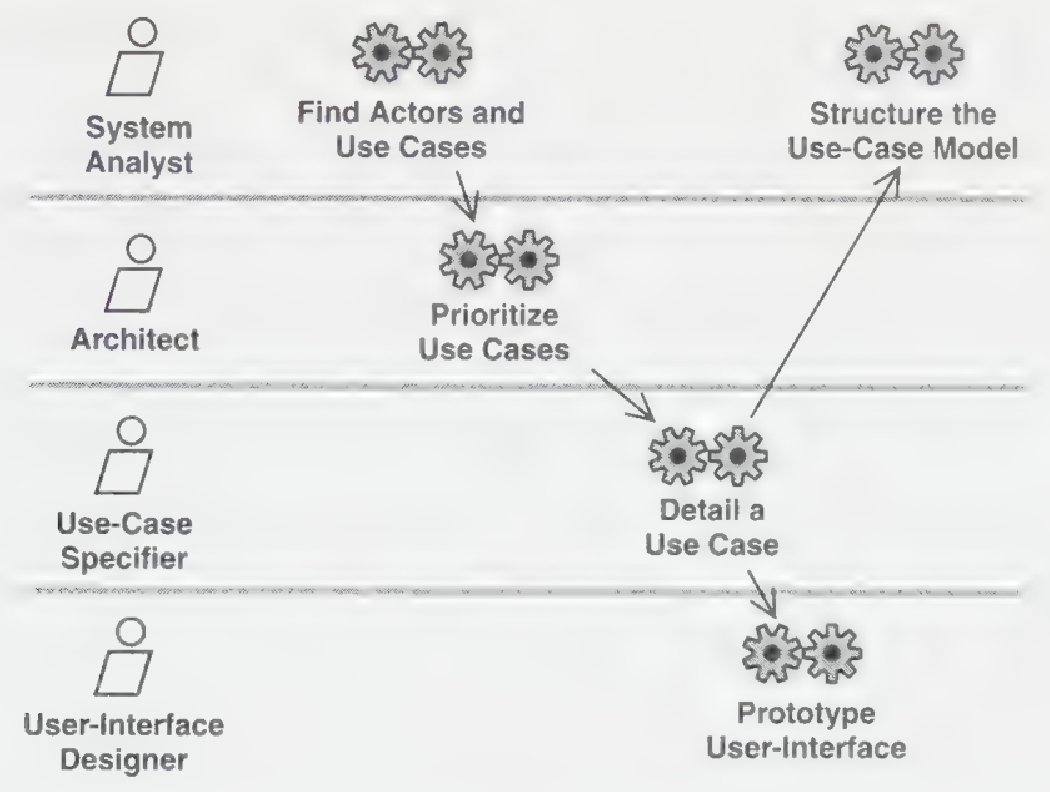 System
Analyst
Find Actors and
Use Cases
Structure the
Use-Case Model
Architect
Prioritize
Use Cases
Use-Case
Specifier
Detail a
Use Case
User-Interface
Designer
Prototype
User-Interface